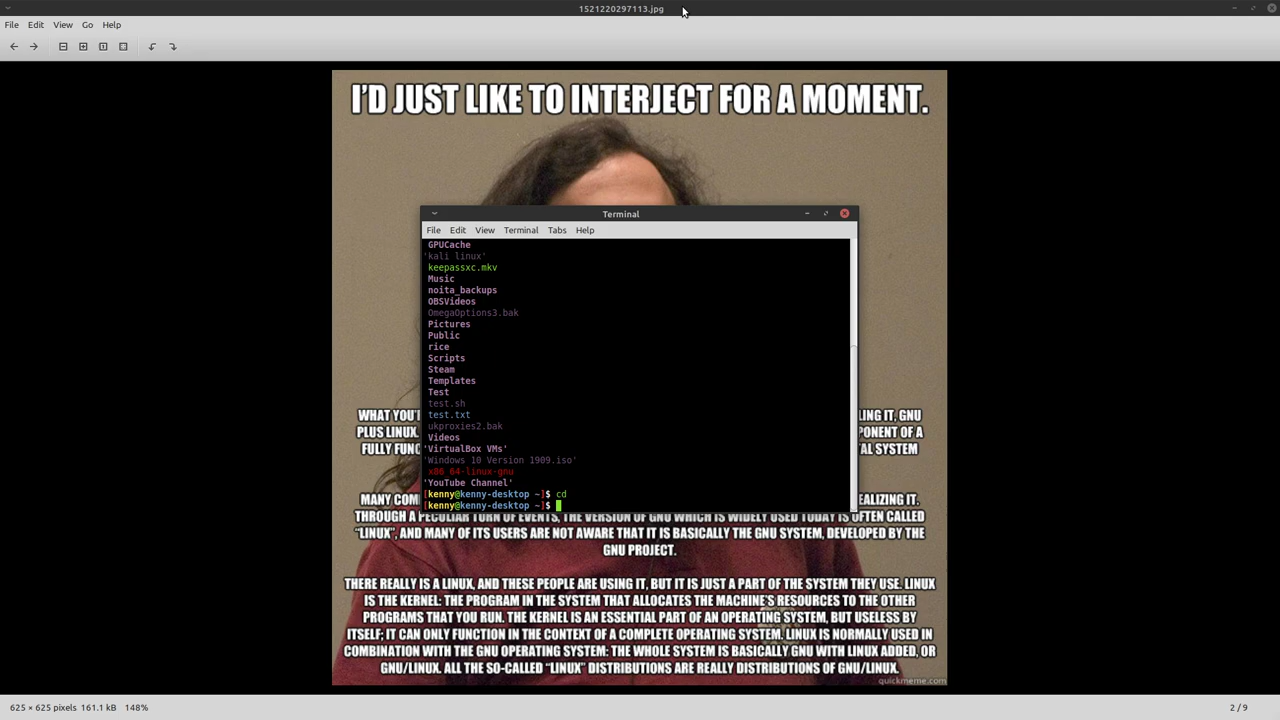 1521220297113.jpg
File Edit View Go Help
I'D JUST LIKE TO INTERJECT FOR A MOMENT.
Terminal
File Edit View Terminal Tabs Help
GPUCache
'kali linux'
keepassxc.mkv
Music
noita_backups
OBSVideos
OmegaOptions3.bak
Pictures
Public
rice
Scripts
Steam
Templates
Test
test.sh
test.txt
ukproxies2.bak
Videos
'VirtualBox VMs'
'Windows 10 Version 1909.iso'
x86_64-linux-gnu
'YouTube Channel'
[kenny@kenny-desktop ~]$ cd
[kenny@kenny-desktop ~]$
WHAT GNU
PLUS LINUX. OF A
FULLY SYSTEM
MANY
THROUGH A PECULIAR TURN OF EVENTS, THE VERSION OF GNU WHICH IS WIDELY USED TODAY IS OFTEN CALLED
"LINUX", AND MANY OF ITS USERS ARE NOT AWARE THAT IT IS BASICALLY THE GNU SYSTEM, DEVELOPED BY THE
GNU PROJECT.
THERE REALLY IS A LINUX, AND THESE PEOPLE ARE USING IT, BUT IT IS JUST A PART OF THE SYSTEM THEY USE. LINUX
IS THE KERNEL: THE PROGRAM IN THE SYSTEM THAT ALLOCATES THE MACHINE'S RESOURCES TO THE OTHER
PROGRAMS THAT YOU RUN. THE KERNEL IS AN ESSENTIAL PART OF AN OPERATING SYSTEM, BUT USELESS BY
ITSELF; IT CAN ONLY FUNCTION IN THE CONTEXT OF A COMPLETE OPERATING SYSTEM. LINUX IS NORMALLY USED IN
COMBINATION WITH THE GNU OPERATING SYSTEM: THE WHOLE SYSTEM IS BASICALLY GNU WITH LINUX ADDED, OR
GNU/LINUX. ALL THE SO-CALLED "LINUX" DISTRIBUTIONS ARE REALLY DISTRIBUTIONS OF GNU/LINUX.
quickmeme.com
625 × 625 pixels 161.1 kB 148%
2 / 9